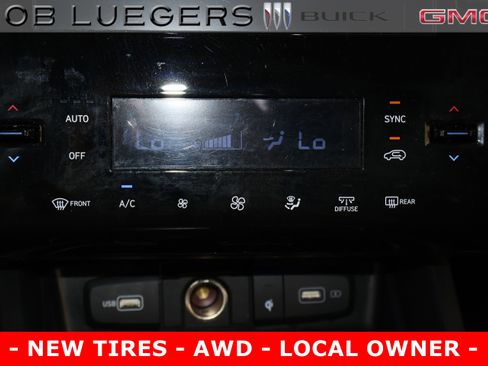 OB LUEGERS BUICK GMC
AUTO
SYNC
Lo Lo
OFF
FRONT A/C DIFFUSE REAR
USB
- NEW TIRES - AWD - LOCAL OWNER -